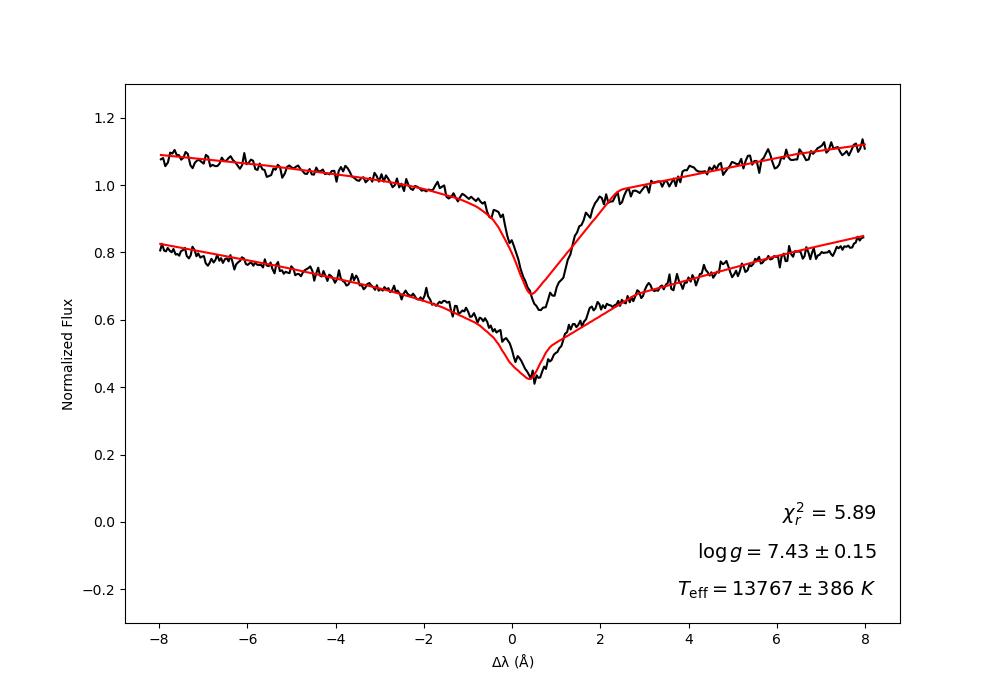 1.2
1.0
0.8
0.6
0.4
0.2
0.0
−0.2
Normalized Flux
χ²ᵣ = 5.89
log g = 7.43 ± 0.15
T_eff = 13767 ± 386 K
−8 −6 −4 −2 0 2 4 6 8
Δλ (Å)